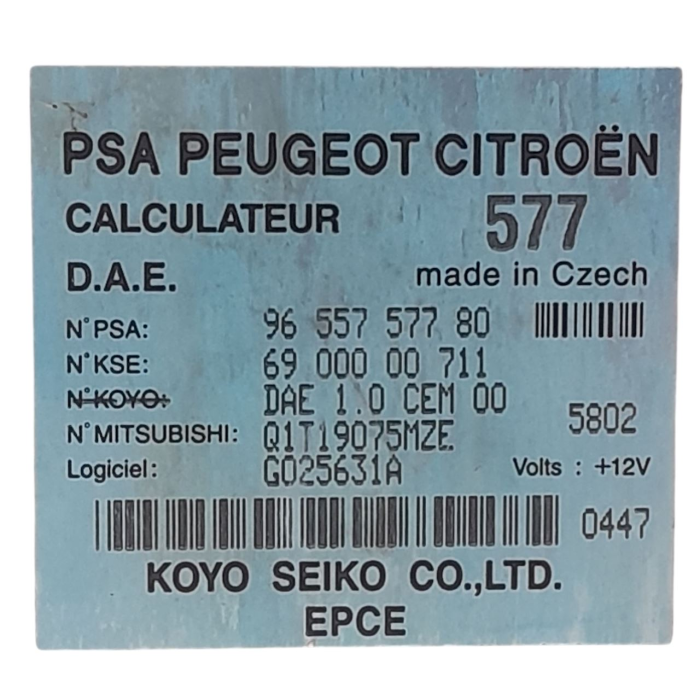 PSA PEUGEOT CITROËN
CALCULATEUR 577
D.A.E. made in Czech
N°PSA: 96 557 577 80
N°KSE: 69 000 00 711
N°KOYO: DAE 1.0 CEM 00
5802
N°MITSUBISHI: Q1T19075MZE
Logiciel: G025631A Volts : +12V
0447
KOYO SEIKO CO.,LTD.
EPCE